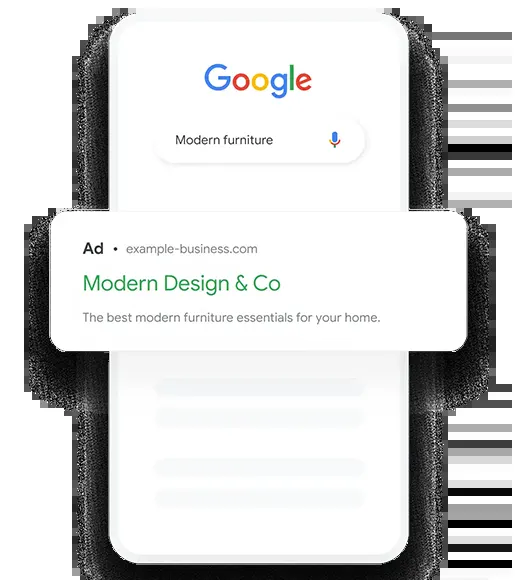 Google
Modern furniture
Ad • example-business.com
Modern Design & Co
The best modern furniture essentials for your home.